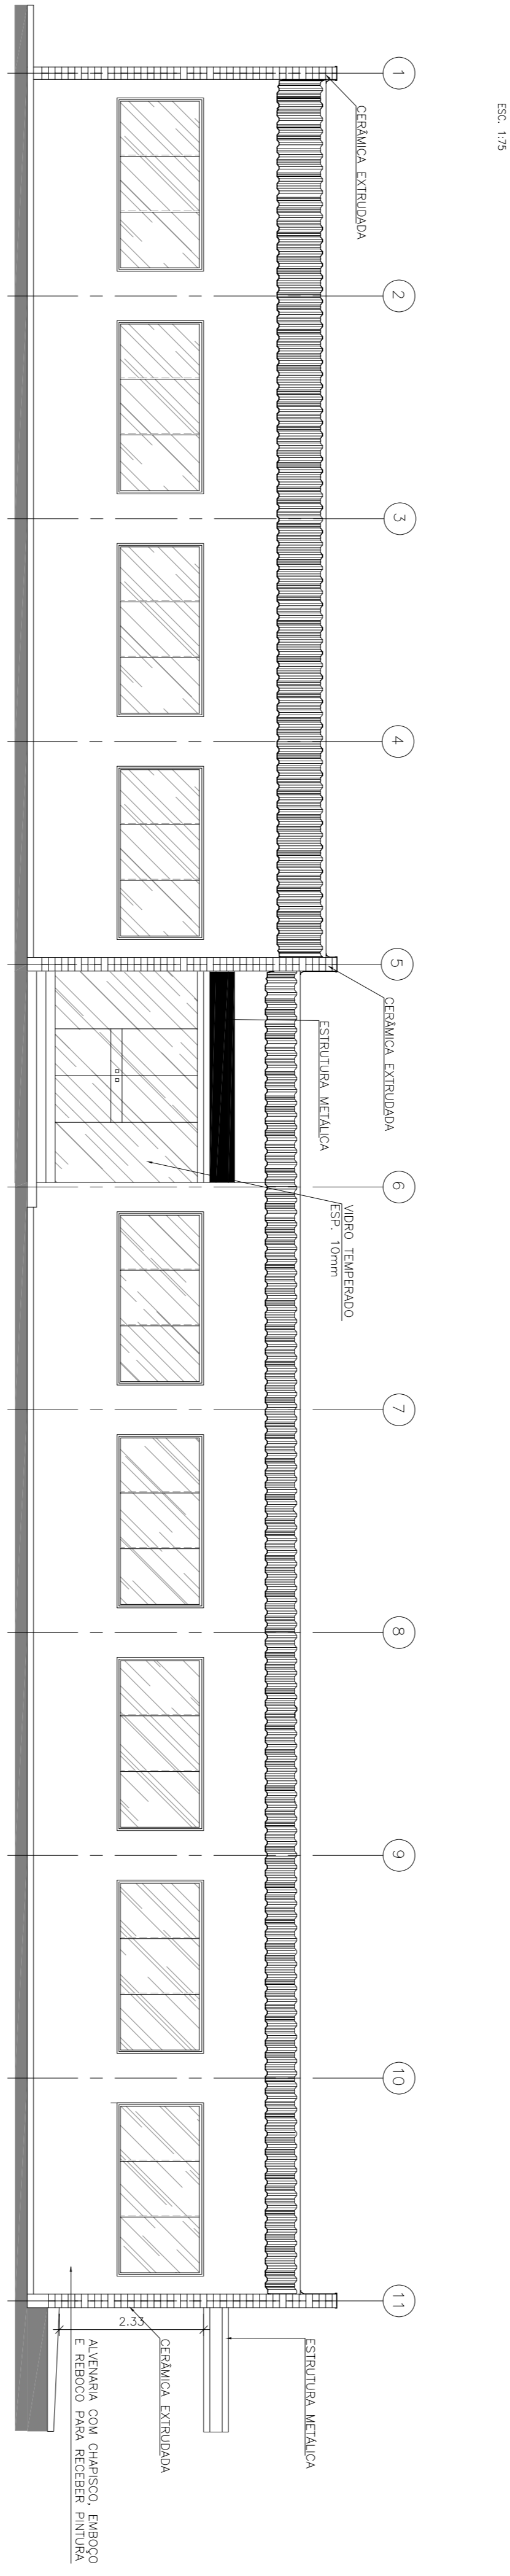 ESC. 1:75
1
2
3
4
5
6
7
8
9
10
11
CERÂMICA EXTRUDADA
CERÂMICA EXTRUDADA
ESTRUTURA METÁLICA
VIDRO TEMPERADO
ESP. 10mm
ESTRUTURA METÁLICA
2.33
CERÂMICA EXTRUDADA
ALVENARIA COM CHAPISCO, EMBOÇO
E REBOCO PARA RECEBER PINTURA